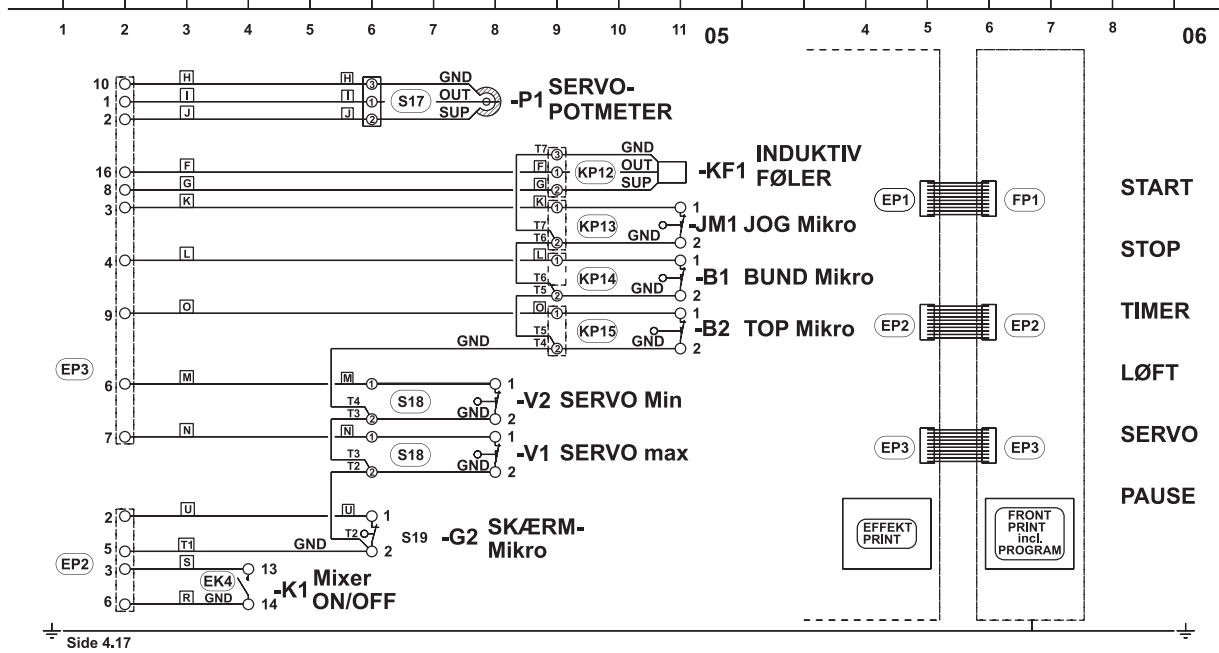 1 2 3 4 5 6 7 8 9 10 11 05 4 5 6 7 8 06
10 H H 3 GND
1 I I 1 S17 OUT -P1 SERVO-
2 J J 2 SUP POTMETER
T7 3 GND
16 F F 1 KP12 OUT -KF1 INDUKTIV
8 G G 2 SUP FØLER
3 K K 1 1
T7 KP13 -JM1 JOG Mikro
T6 2 GND 2
4 L L 1 1
T6 KP14 -B1 BUND Mikro
T5 2 GND 2
9 O O 1 1
T5 KP15 -B2 TOP Mikro
GND T4 2 GND 2
EP3
6 M M 1 1
T4 S18 -V2 SERVO Min
T3 2 GND 2
7 N N 1 1
T3 S18 -V1 SERVO max
T2 2 GND 2
2 U U 1
T2 S19 -G2 SKÆRM-
Mikro
5 T1 GND 2
EP2
3 S 13
EK4 -K1 Mixer
ON/OFF
6 R GND 14
EP1 FP1
EP2 EP2
EP3 EP3
EFFEKT
PRINT
FRONT
PRINT
incl.
PROGRAM
START
STOP
TIMER
LØFT
SERVO
PAUSE
Side 4.17